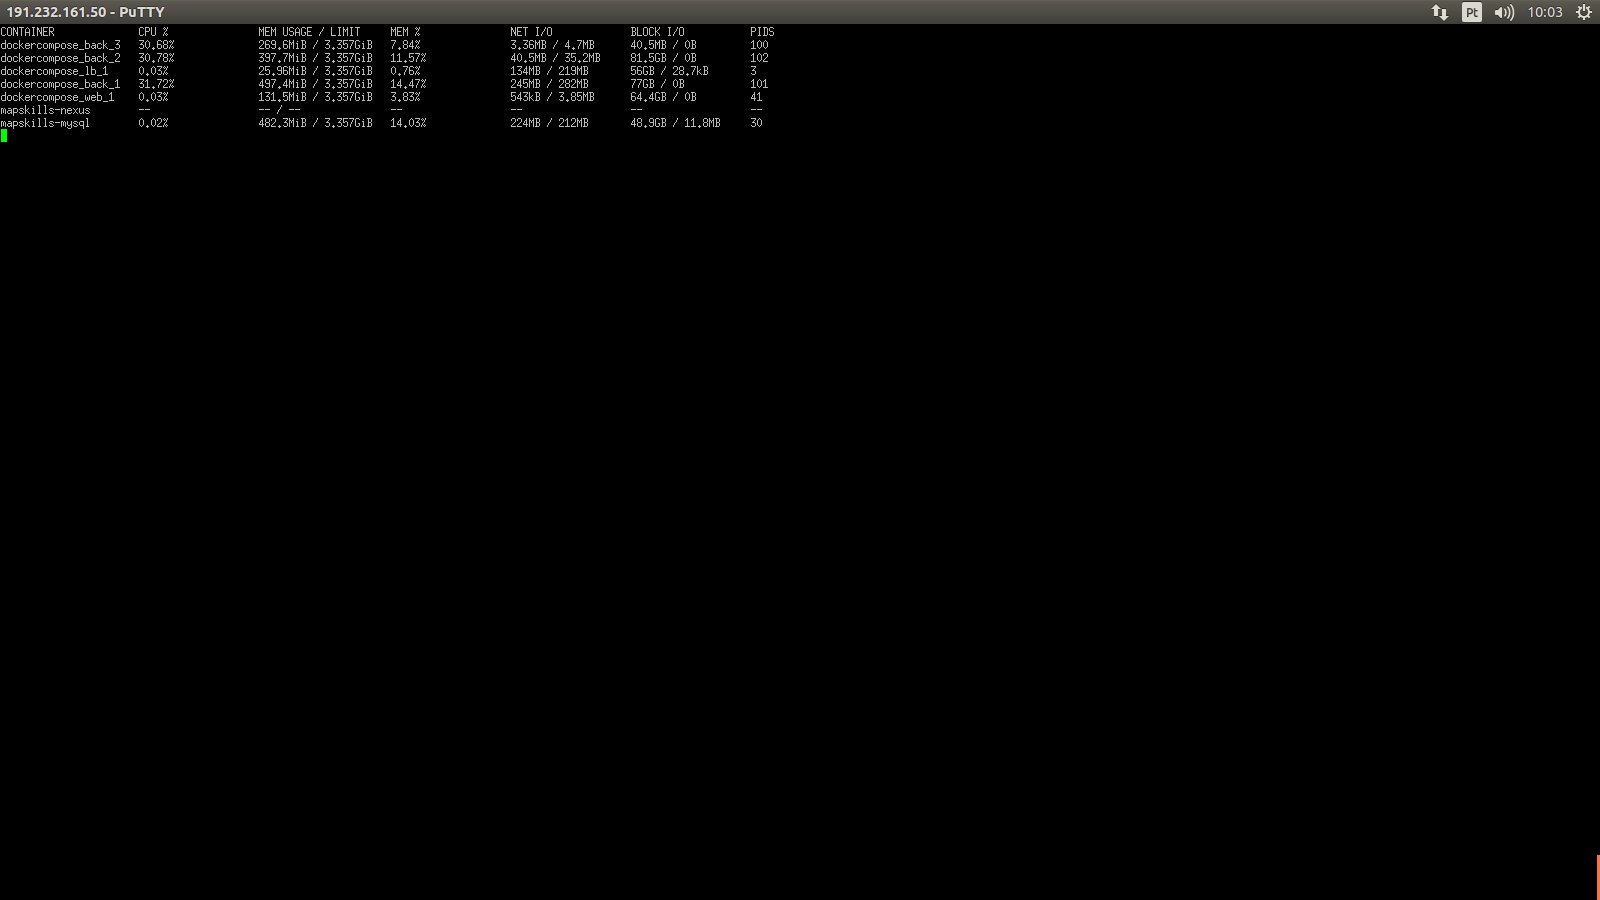 191.232.161.50 - PuTTY Pt 10:03
CONTAINER CPU % MEM USAGE / LIMIT MEM % NET I/O BLOCK I/O PIDS
dockercompose_back_3 30.68% 269.6MiB / 3.357GiB 7.84% 3.36MB / 4.7MB 40.5MB / 0B 100
dockercompose_back_2 30.78% 397.7MiB / 3.357GiB 11.57% 40.5MB / 35.2MB 81.5GB / 0B 102
dockercompose_lb_1 0.03% 25.96MiB / 3.357GiB 0.76% 134MB / 219MB 56GB / 28.7kB 3
dockercompose_back_1 31.72% 497.4MiB / 3.357GiB 14.47% 245MB / 282MB 77GB / 0B 101
dockercompose_web_1 0.03% 131.5MiB / 3.357GiB 3.83% 543kB / 3.85MB 64.4GB / 0B 41
mapskills-nexus -- -- / -- -- -- -- --
mapskills-mysql 0.02% 482.3MiB / 3.357GiB 14.03% 224MB / 212MB 48.9GB / 11.8MB 30